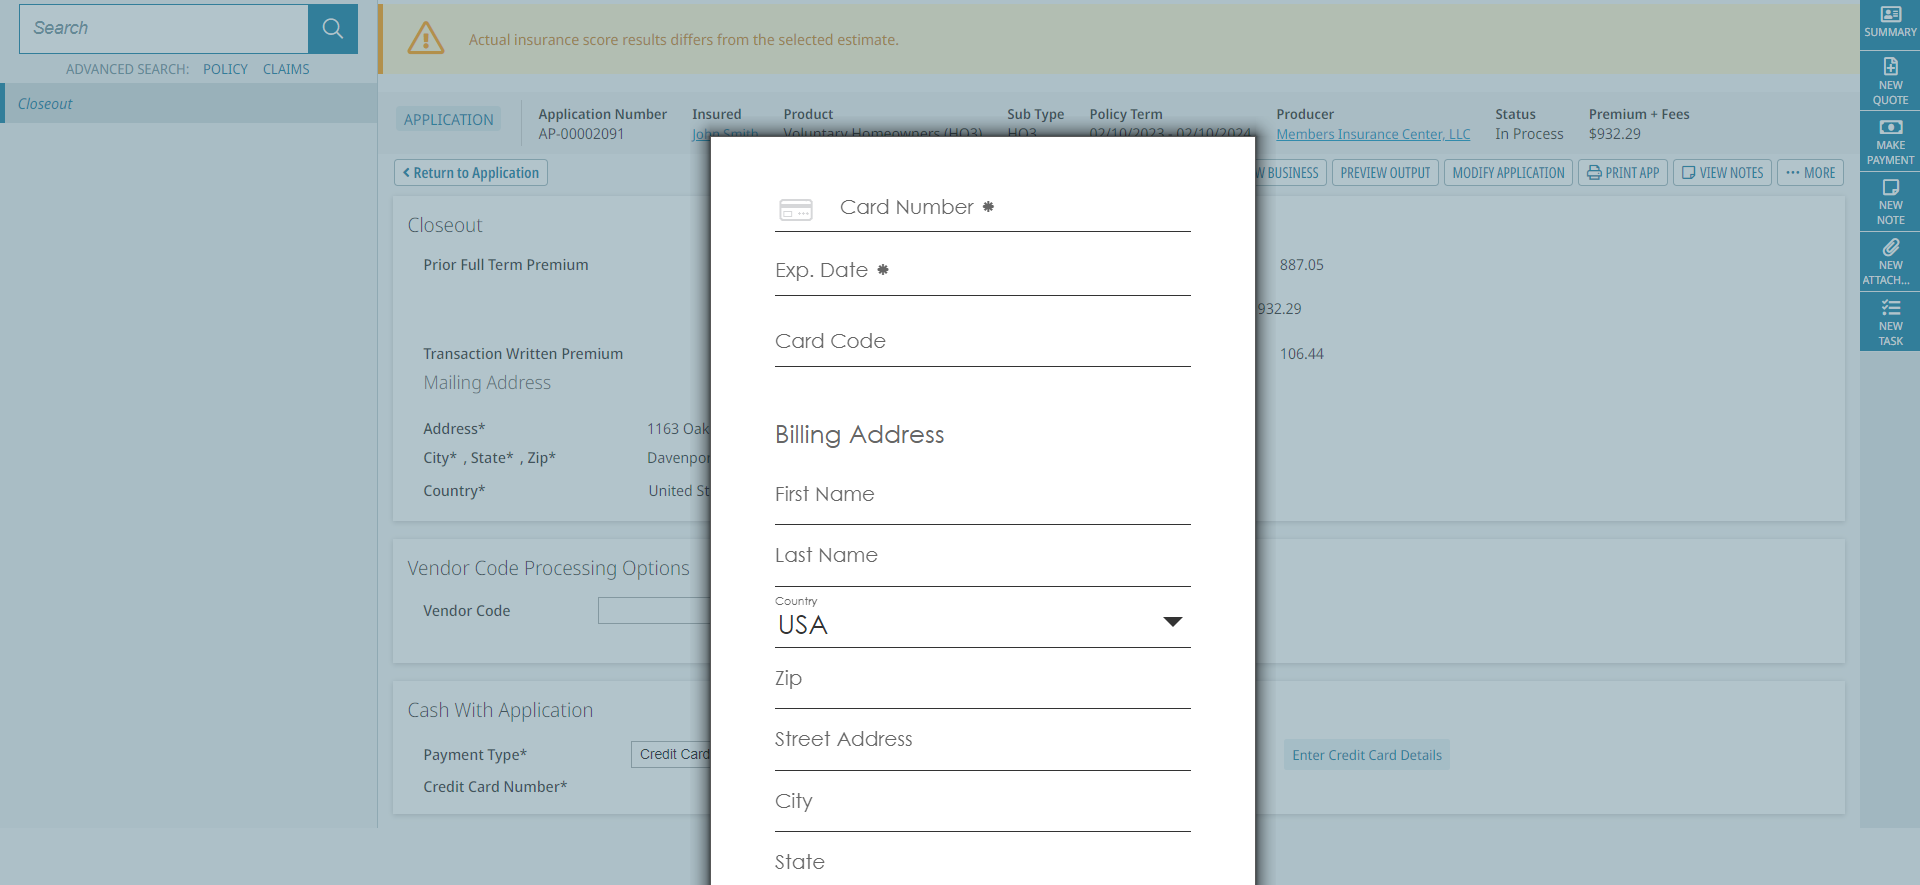 Search
ADVANCED SEARCH: POLICY CLAIMS
Closeout
Actual insurance score results differs from the selected estimate.
APPLICATION
Application Number
AP-00002091
Insured
John Smith
Product
Voluntary Homeowners (HO3)
Sub Type
HO3
Policy Term
02/10/2023 - 02/10/2024
Producer
Members Insurance Center, LLC
Status
In Process
Premium + Fees
$932.29
Return to Application
BUSINESS
PREVIEW OUTPUT
MODIFY APPLICATION
PRINT APP
VIEW NOTES
MORE
Closeout
Prior Full Term Premium
887.05
932.29
Transaction Written Premium
106.44
Mailing Address
Address* 1163 Oak
City* , State* , Zip*
Country*
Vendor Code Processing Options
Vendor Code
Cash With Application
Payment Type* Credit Card
Enter Credit Card Details
Credit Card Number*
Card Number *
Exp. Date *
Card Code
Billing Address
First Name
Last Name
Country
USA
Zip
Street Address
City
State
SUMMARY
NEW
QUOTE
MAKE
PAYMENT
NEW
NOTE
NEW
ATTACH...
NEW
TASK